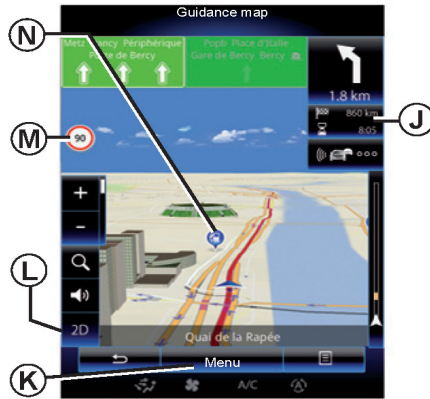 Guidance map
Metz Nancy Périphérique
Porte de Bercy
Popb Place d'Italie
Gare de Bercy Bercy
1.8 km
860 km
8:05
90
+
-
2D
Quai de la Rapée
Menu
A/C
N
J
M
L
K